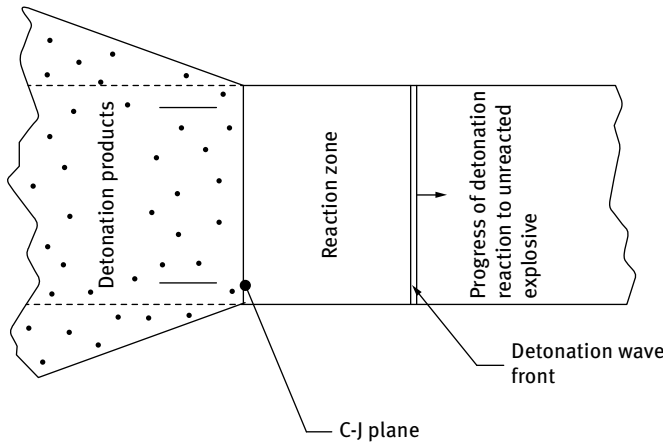 Detonation products
Reaction zone
Progress of detonation
reaction to unreacted
explosive
Detonation wave
front
C-J plane